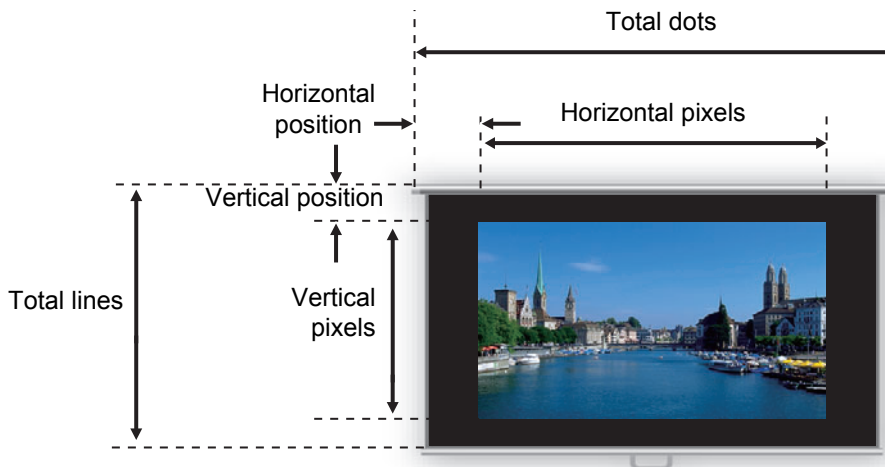 Total dots
Horizontal
position
Horizontal pixels
Vertical position
Total lines
Vertical
pixels